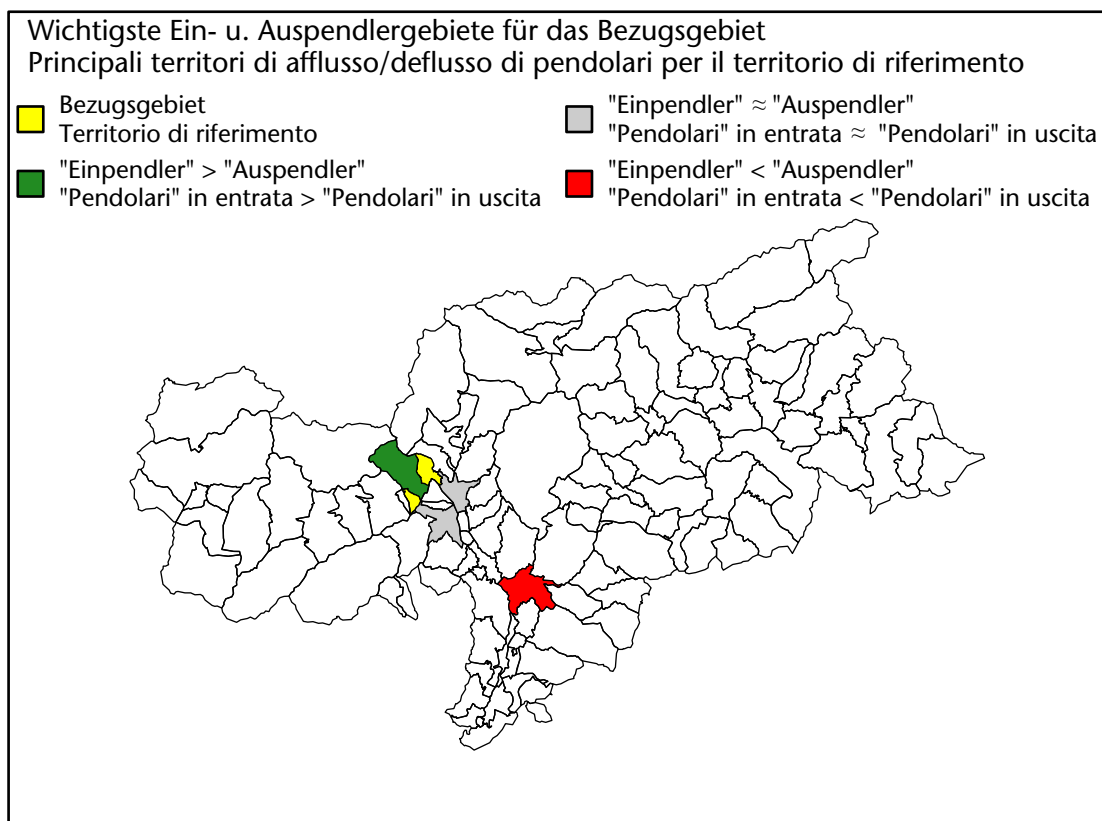 Wichtigste Ein- u. Auspendlergebiete für das Bezugsgebiet
Principali territori di afflusso/deflusso di pendolari per il territorio di riferimento
Bezugsgebiet
Territorio di riferimento
"Einpendler" > "Auspendler"
"Pendolari" in entrata > "Pendolari" in uscita
"Einpendler" ≈ "Auspendler"
"Pendolari" in entrata ≈ "Pendolari" in uscita
"Einpendler" < "Auspendler"
"Pendolari" in entrata < "Pendolari" in uscita